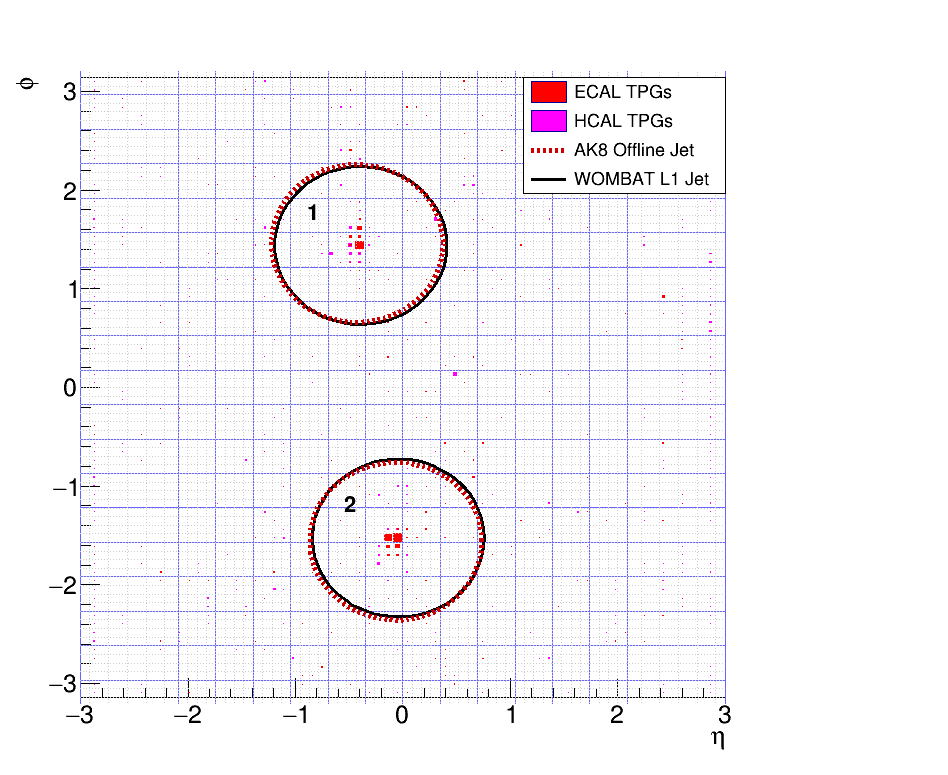 ϕ
3
2
1
0
−1
−2
−3
ECAL TPGs
HCAL TPGs
AK8 Offline Jet
WOMBAT L1 Jet
1
2
−3 −2 −1 0 1 2 3
η